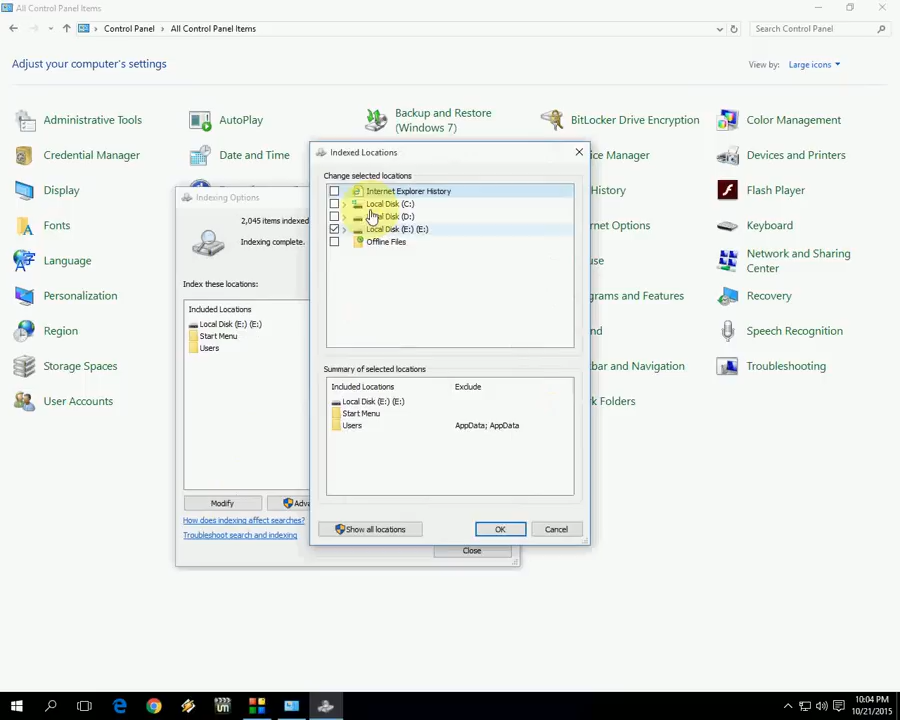 All Control Panel Items
Control Panel
All Control Panel Items
Search Control Panel
Adjust your computer's settings
View by:
Large icons
Administrative Tools
AutoPlay
Backup and Restore
(Windows 7)
BitLocker Drive Encryption
Color Management
Credential Manager
Date and Time
Manager
Devices and Printers
Display
History
Flash Player
Fonts
Options
Keyboard
Language
Network and Sharing
Center
Personalization
and Features
Recovery
Region
Speech Recognition
Storage Spaces
and Navigation
Troubleshooting
User Accounts
Folders
Indexing Options
2,045 items indexed
Indexing complete.
Index these locations:
Included Locations
Local Disk (E:) (E:)
Start Menu
Users
Modify
How does indexing affect searches?
Troubleshoot search and indexing
Close
Indexed Locations
Change selected locations
Internet Explorer History
Local Disk (C:)
Disk (D:)
Local Disk (E:) (E:)
Offline Files
Summary of selected locations
Included Locations
Exclude
Local Disk (E:) (E:)
Start Menu
Users
AppData; AppData
Show all locations
OK
Cancel
10:04 PM
10/21/2015